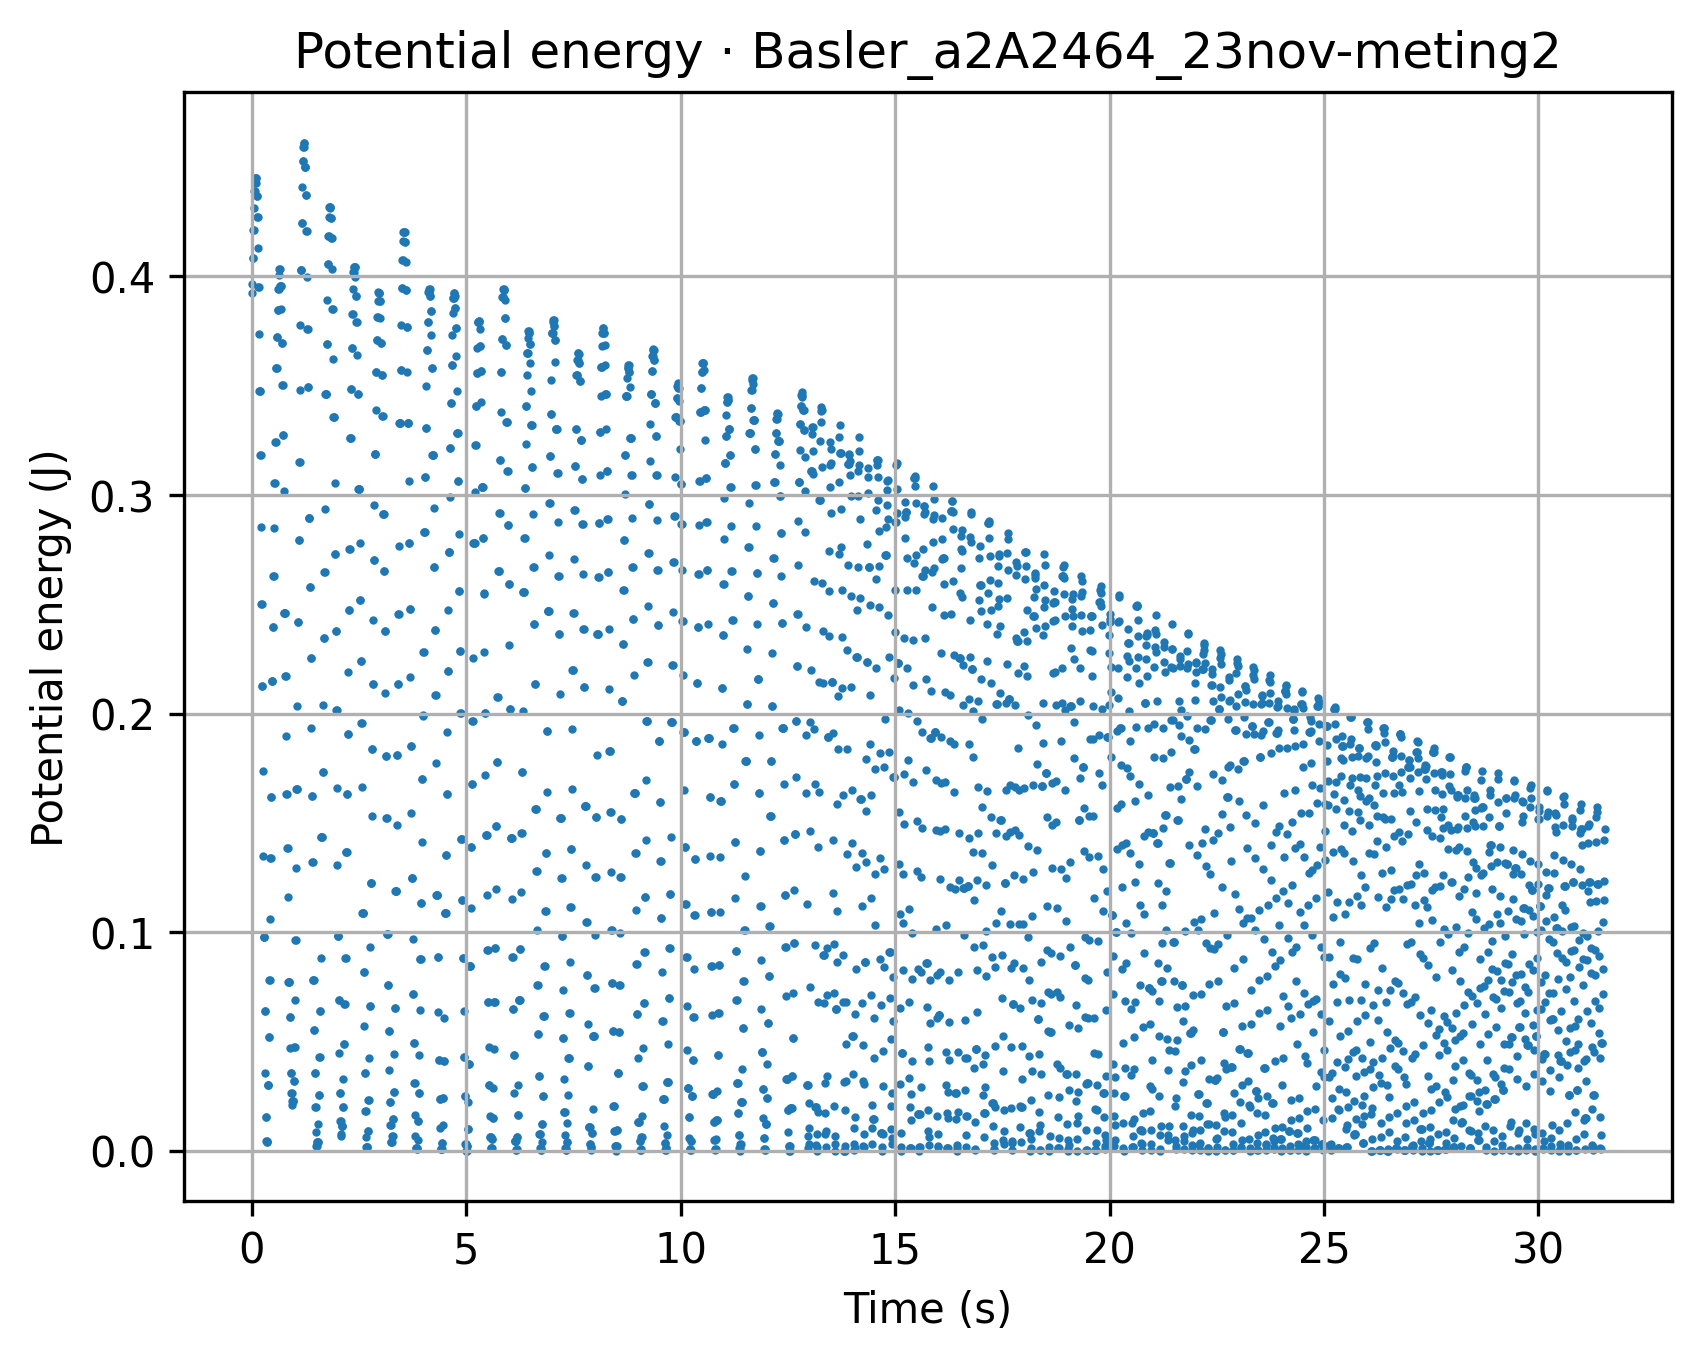 Potential energy · Basler_a2A2464_23nov-meting2
Potential energy (J)
0.4
0.3
0.2
0.1
0.0
0 5 10 15 20 25 30
Time (s)